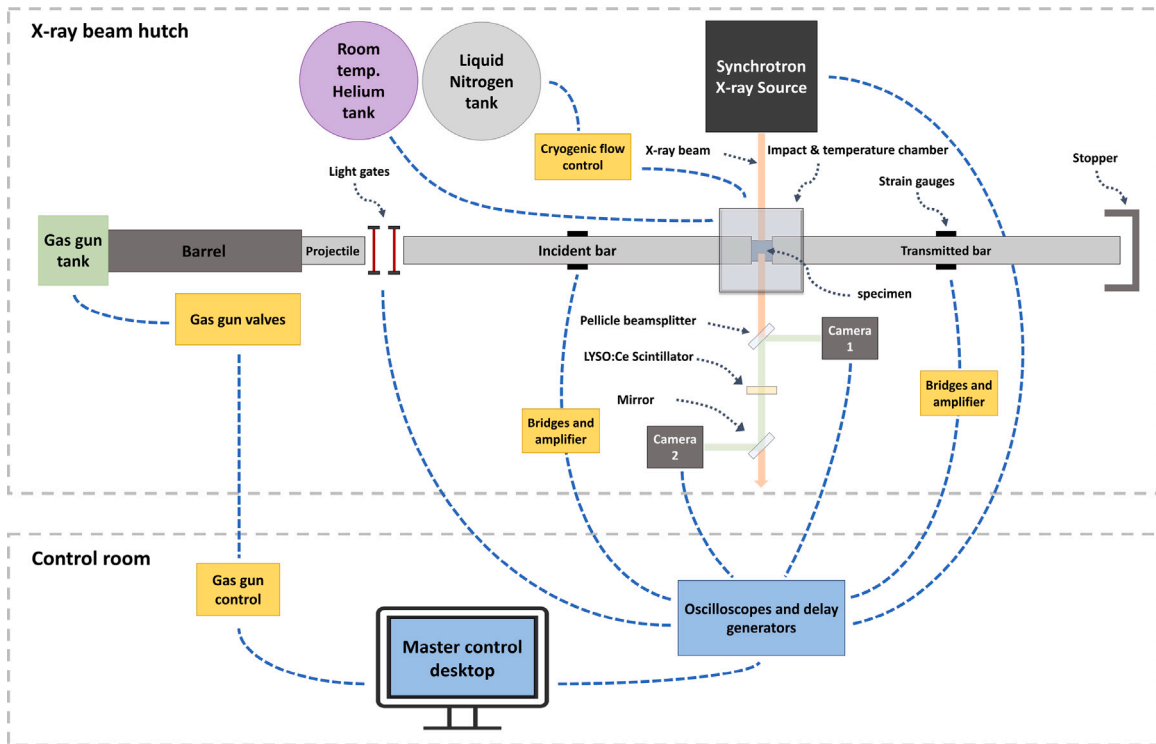 X-ray beam hutch
Room
temp.
Helium
tank
Liquid
Nitrogen
tank
Synchrotron
X-ray Source
Cryogenic flow
control
X-ray beam
Impact & temperature chamber
Stopper
Light gates
Strain gauges
Gas gun
tank
Barrel
Projectile
Incident bar
Transmitted bar
specimen
Gas gun valves
Pellicle beamsplitter
Camera
1
LYSO:Ce Scintillator
Mirror
Bridges and
amplifier
Bridges and
amplifier
Camera
2
Control room
Gas gun
control
Master control
desktop
Oscilloscopes and delay
generators